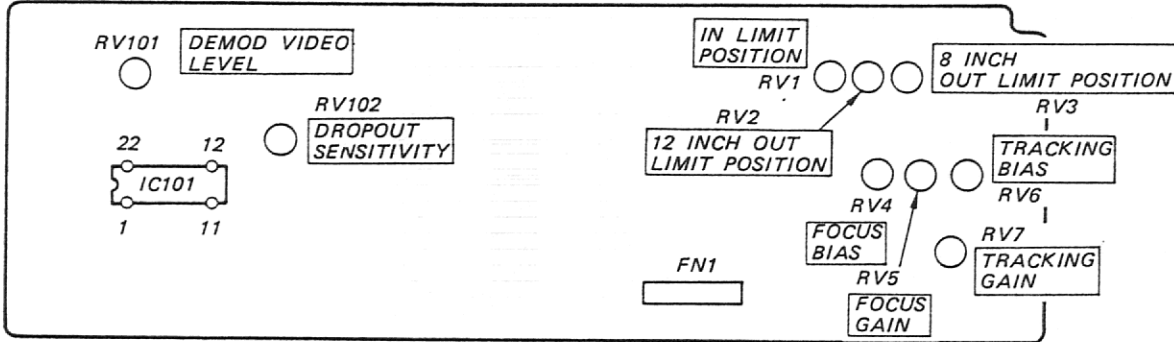 RV101
DEMOD VIDEO
LEVEL
RV102
DROPOUT
SENSITIVITY
22
12
IC101
1
11
IN LIMIT
POSITION
RV1
8 INCH
OUT LIMIT POSITION
RV3
RV2
12 INCH OUT
LIMIT POSITION
TRACKING
BIAS
RV6
RV4
FOCUS
BIAS
RV5
FOCUS
GAIN
RV7
TRACKING
GAIN
FN1